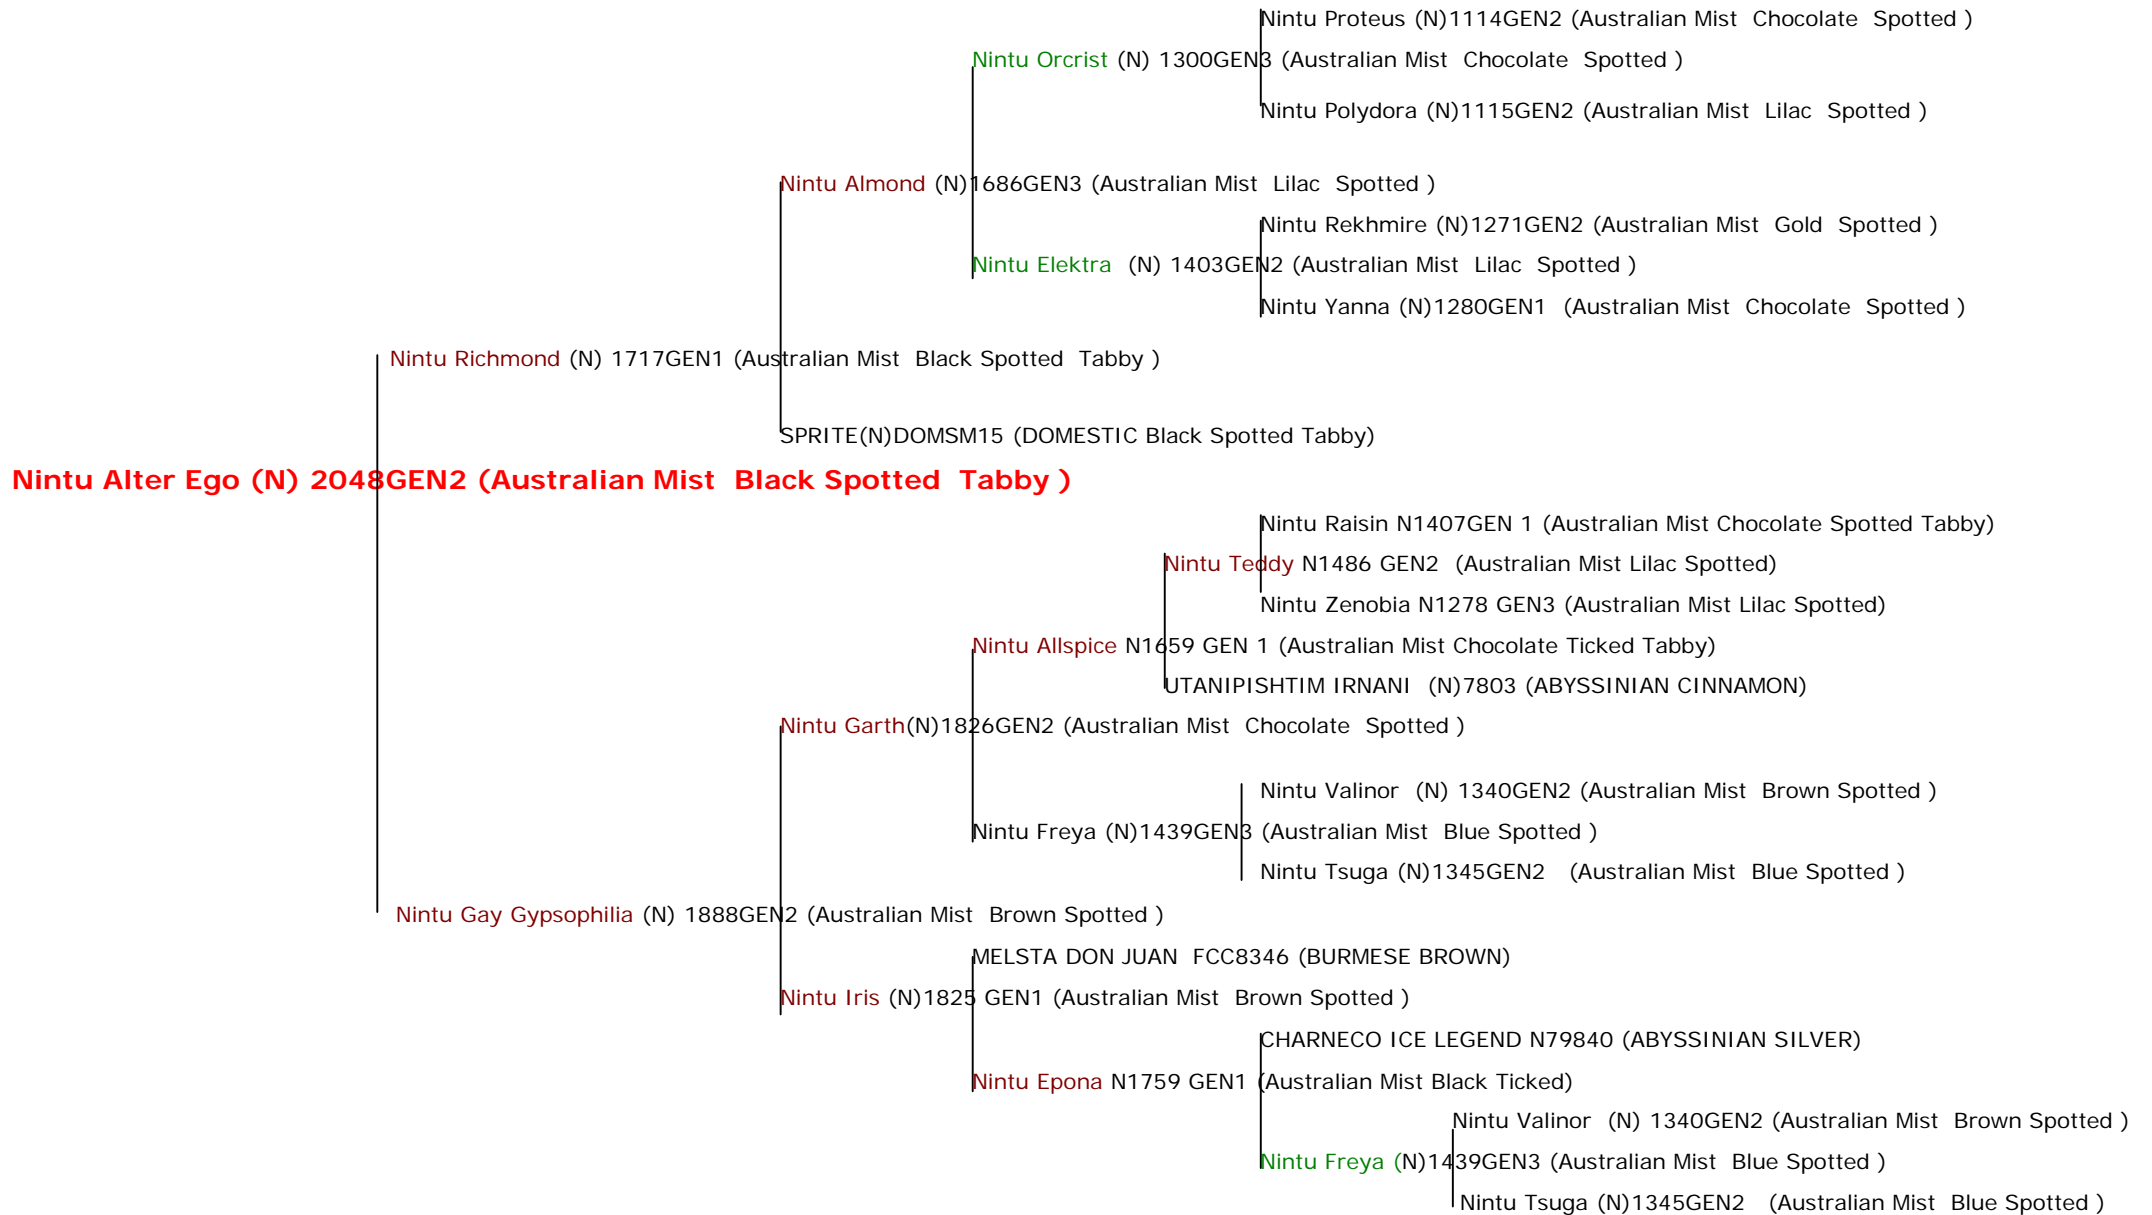 Nintu Proteus (N)1114GEN2 (Australian Mist  Chocolate  Spotted )
Nintu Orcrist (N) 1300GEN3 (Australian Mist  Chocolate  Spotted )
Nintu Polydora (N)1115GEN2 (Australian Mist  Lilac  Spotted )
Nintu Almond (N)1686GEN3 (Australian Mist  Lilac  Spotted )
Nintu Rekhmire (N)1271GEN2 (Australian Mist  Gold  Spotted )
Nintu Elektra  (N) 1403GEN2 (Australian Mist  Lilac  Spotted )
Nintu Yanna (N)1280GEN1  (Australian Mist  Chocolate  Spotted )
Nintu Richmond (N) 1717GEN1 (Australian Mist  Black Spotted  Tabby )
SPRITE(N)DOMSM15 (DOMESTIC Black Spotted Tabby)
Nintu Alter Ego (N) 2048GEN2 (Australian Mist  Black Spotted  Tabby )
Nintu Raisin N1407GEN 1 (Australian Mist Chocolate Spotted Tabby)
Nintu Teddy N1486 GEN2  (Australian Mist Lilac Spotted)
Nintu Zenobia N1278 GEN3 (Australian Mist Lilac Spotted)
Nintu Allspice N1659 GEN 1 (Australian Mist Chocolate Ticked Tabby)
UTANIPISHTIM IRNANI  (N)7803 (ABYSSINIAN CINNAMON)
Nintu Garth(N)1826GEN2 (Australian Mist  Chocolate  Spotted )
Nintu Valinor  (N) 1340GEN2 (Australian Mist  Brown Spotted )
Nintu Freya (N)1439GEN3 (Australian Mist  Blue Spotted )
Nintu Tsuga (N)1345GEN2   (Australian Mist  Blue Spotted )
Nintu Gay Gypsophilia (N) 1888GEN2 (Australian Mist  Brown Spotted )
MELSTA DON JUAN  FCC8346 (BURMESE BROWN)
Nintu Iris (N)1825 GEN1 (Australian Mist  Brown Spotted )
CHARNECO ICE LEGEND N79840 (ABYSSINIAN SILVER)
Nintu Epona N1759 GEN1 (Australian Mist Black Ticked)
Nintu Valinor  (N) 1340GEN2 (Australian Mist  Brown Spotted )
Nintu Freya (N)1439GEN3 (Australian Mist  Blue Spotted )
Nintu Tsuga (N)1345GEN2   (Australian Mist  Blue Spotted )